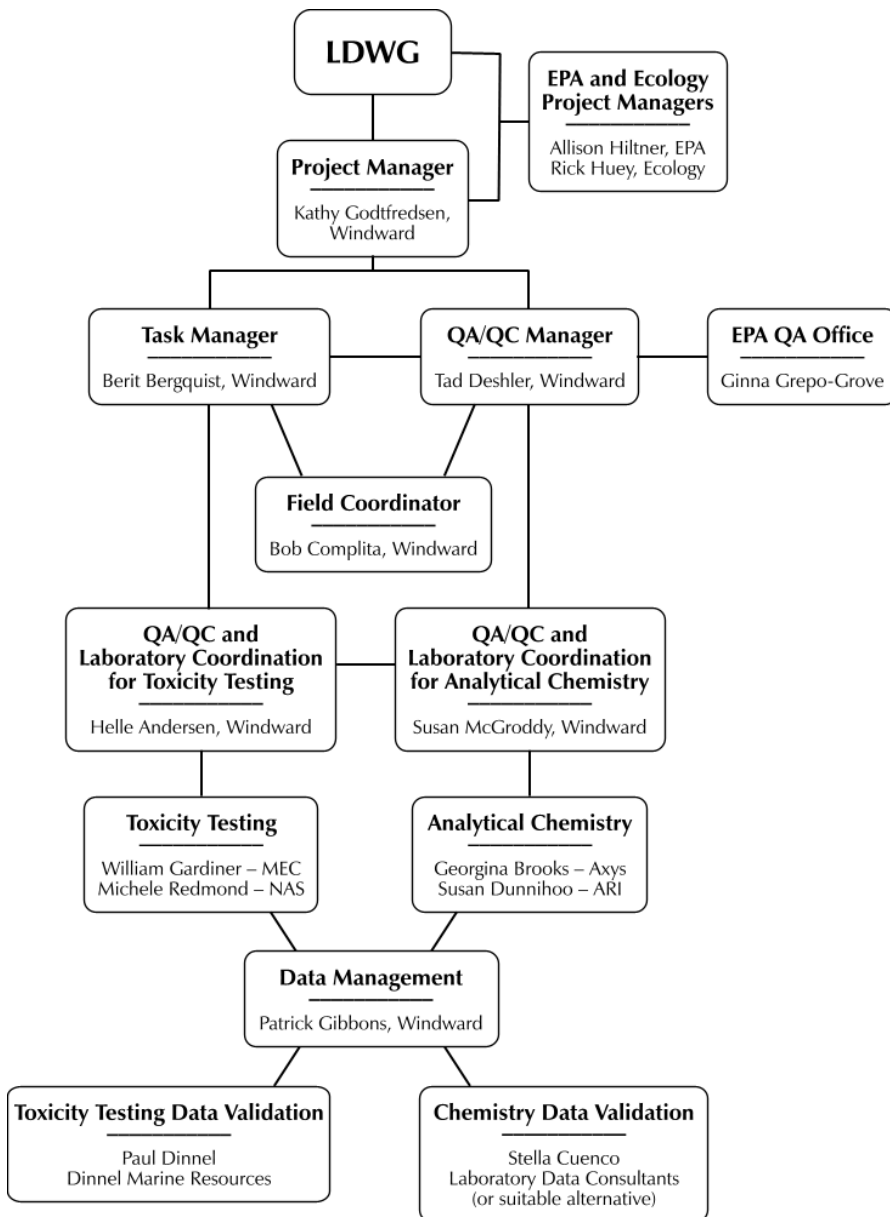 LDWG
EPA and Ecology
Project Managers
Allison Hiltner, EPA
Rick Huey, Ecology
Project Manager
Kathy Godtfredsen,
Windward
Task Manager
Berit Bergquist, Windward
QA/QC Manager
Tad Deshler, Windward
EPA QA Office
Ginna Grepo-Grove
Field Coordinator
Bob Complita, Windward
QA/QC and
Laboratory Coordination
for Toxicity Testing
Helle Andersen, Windward
QA/QC and
Laboratory Coordination
for Analytical Chemistry
Susan McGroddy, Windward
Toxicity Testing
William Gardiner – MEC
Michele Redmond – NAS
Analytical Chemistry
Georgina Brooks – Axys
Susan Dunnihoo – ARI
Data Management
Patrick Gibbons, Windward
Toxicity Testing Data Validation
Paul Dinnel
Dinnel Marine Resources
Chemistry Data Validation
Stella Cuenco
Laboratory Data Consultants
(or suitable alternative)